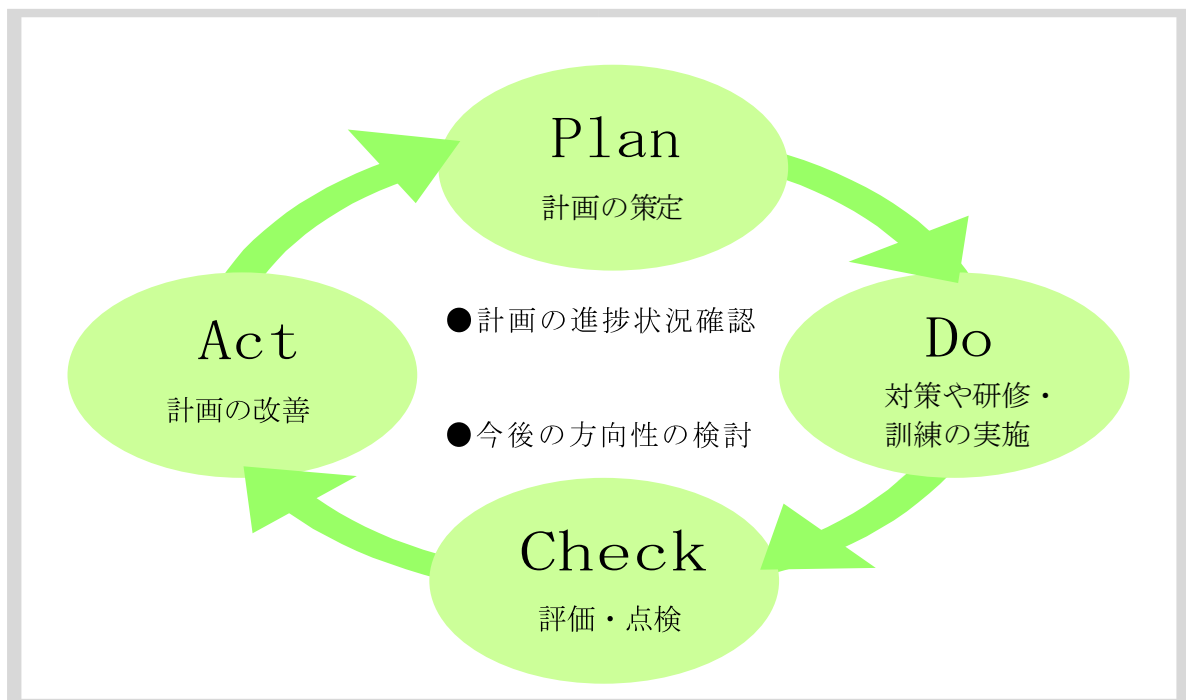 Plan
計画の策定
●計画の進捗状況確認
Act
計画の改善
Do
対策や研修・
訓練の実施
●今後の方向性の検討
Check
評価・点検